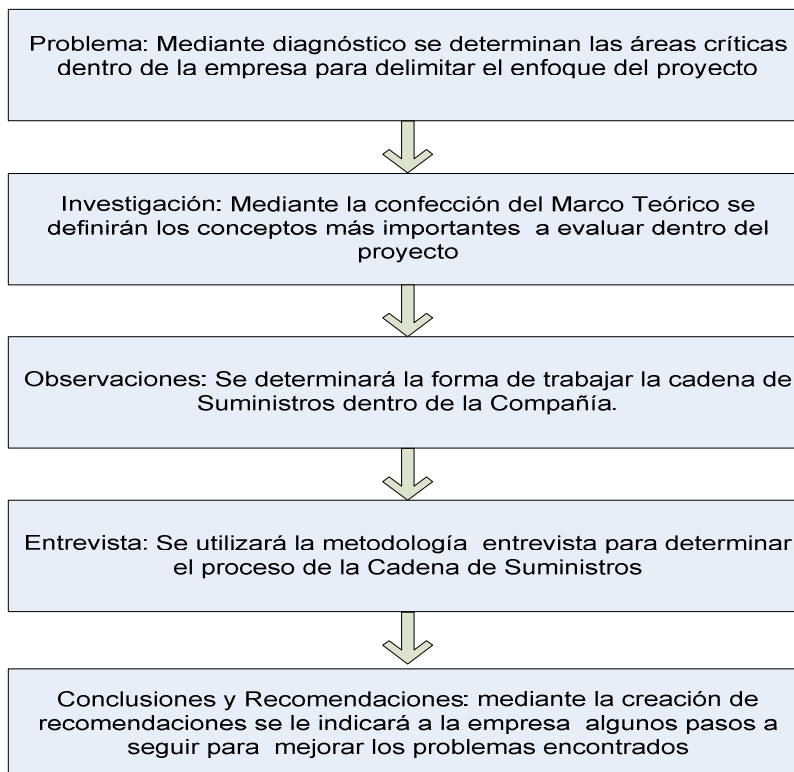 Problema: Mediante diagnóstico se determinan las áreas críticas
dentro de la empresa para delimitar el enfoque del proyecto
Investigación: Mediante la confección del Marco Teórico se
definirán los conceptos más importantes a evaluar dentro del
proyecto
Observaciones: Se determinará la forma de trabajar la cadena de
Suministros dentro de la Compañía.
Entrevista: Se utilizará la metodología entrevista para determinar
el proceso de la Cadena de Suministros
Conclusiones y Recomendaciones: mediante la creación de
recomendaciones se le indicará a la empresa algunos pasos a
seguir para mejorar los problemas encontrados